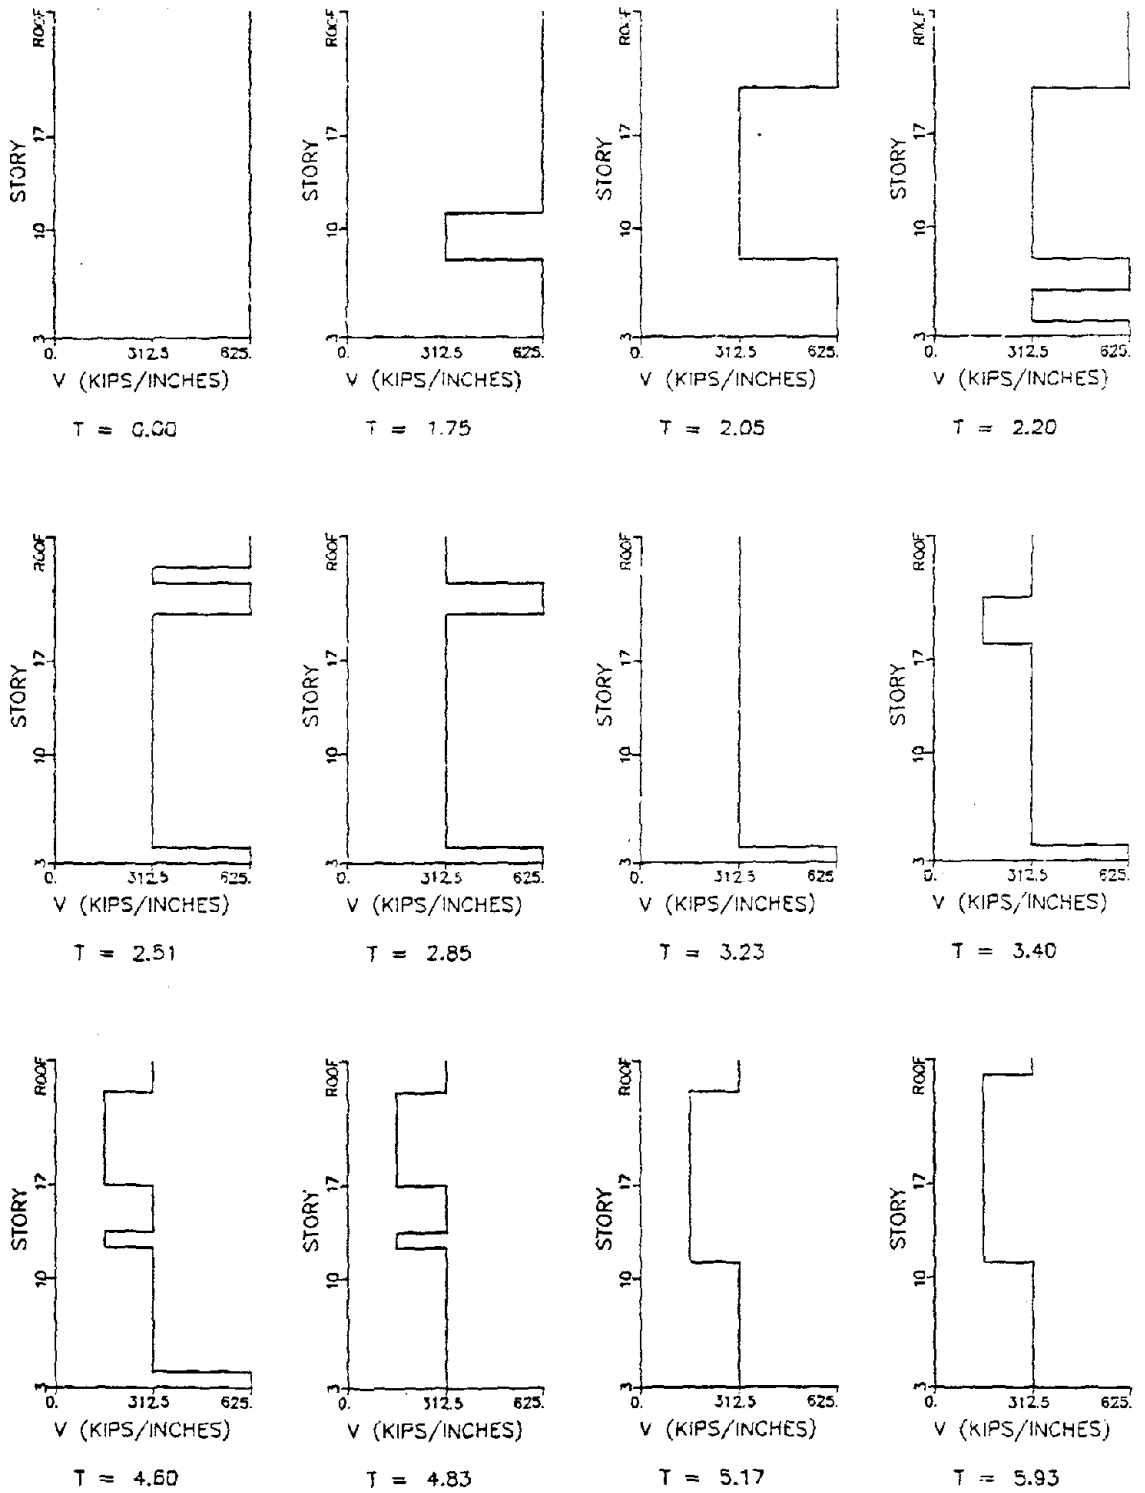 ROOF ROOF ROOF ROOF
17 17 17 17
STORY STORY STORY STORY
10 10 10 10
3 3 3 3
0. 312.5 625. 0. 312.5 625. 0. 312.5 625. 0. 312.5 625.
V (KIPS/INCHES) V (KIPS/INCHES) V (KIPS/INCHES) V (KIPS/INCHES)
T = 0.00 T = 1.75 T = 2.05 T = 2.20
ROOF ROOF ROOF ROOF
17 17 17 17
STORY STORY STORY STORY
10 10 10 10
3 3 3 3
0. 312.5 625. 0. 312.5 625. 0. 312.5 625. 0. 312.5 625.
V (KIPS/INCHES) V (KIPS/INCHES) V (KIPS/INCHES) V (KIPS/INCHES)
T = 2.51 T = 2.85 T = 3.23 T = 3.40
ROOF ROOF ROOF ROOF
17 17 17 17
STORY STORY STORY STORY
10 10 10 10
3 3 3 3
0. 312.5 625. 0. 312.5 625. 0. 312.5 625. 0. 312.5 625.
V (KIPS/INCHES) V (KIPS/INCHES) V (KIPS/INCHES) V (KIPS/INCHES)
T = 4.60 T = 4.83 T = 5.17 T = 5.93